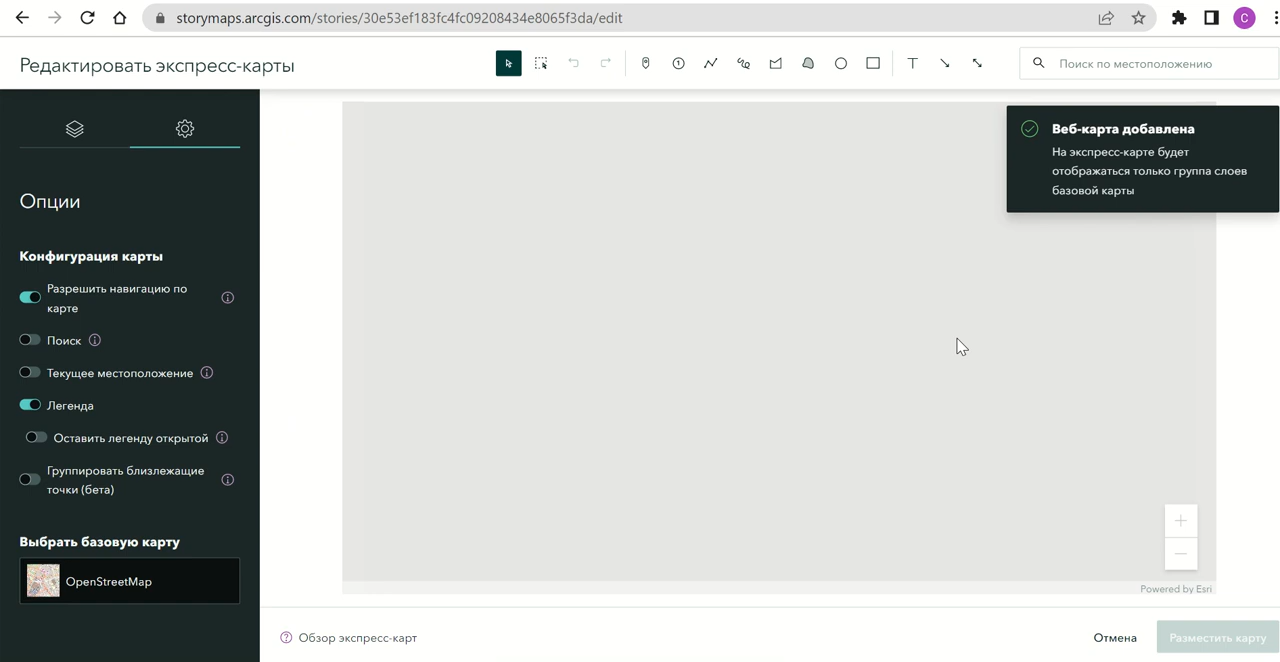 storymaps.arcgis.com/stories/30e53ef183fc4fc09208434e8065f3da/edit
C
Редактировать экспресс-карты
1
T
Поиск по местоположению
Веб-карта добавлена
На экспресс-карте будет
отображаться только группа слоев
базовой карты
Опции
Конфигурация карты
Разрешить навигацию по
карте
Поиск
Текущее местоположение
Легенда
Оставить легенду открытой
Группировать близлежащие
точки (бета)
Выбрать базовую карту
OpenStreetMap
Powered by Esri
Обзор экспресс-карт
Отмена
Разместить карту